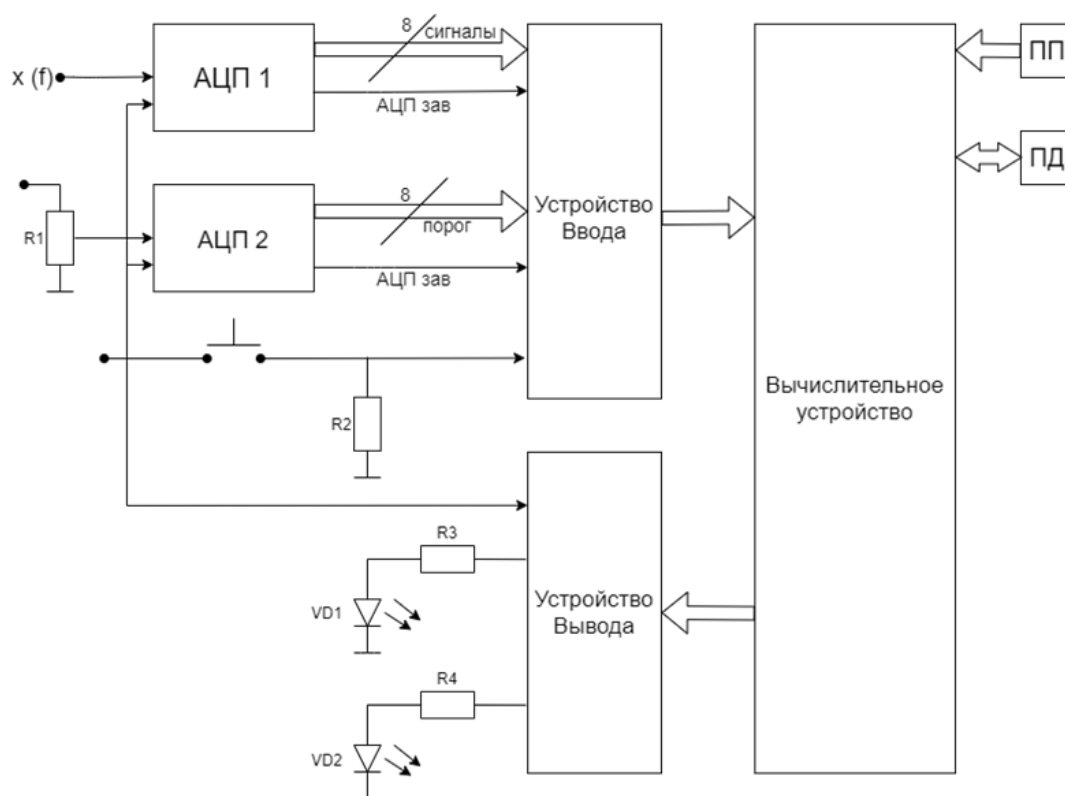 8
сигналы
x (f)
АЦП 1
ПП
АЦП зав
8
порог
ПД
R1
АЦП 2
Устройство
Ввода
АЦП зав
Вычислительное
устройство
R2
R3
VD1
Устройство
Вывода
R4
VD2